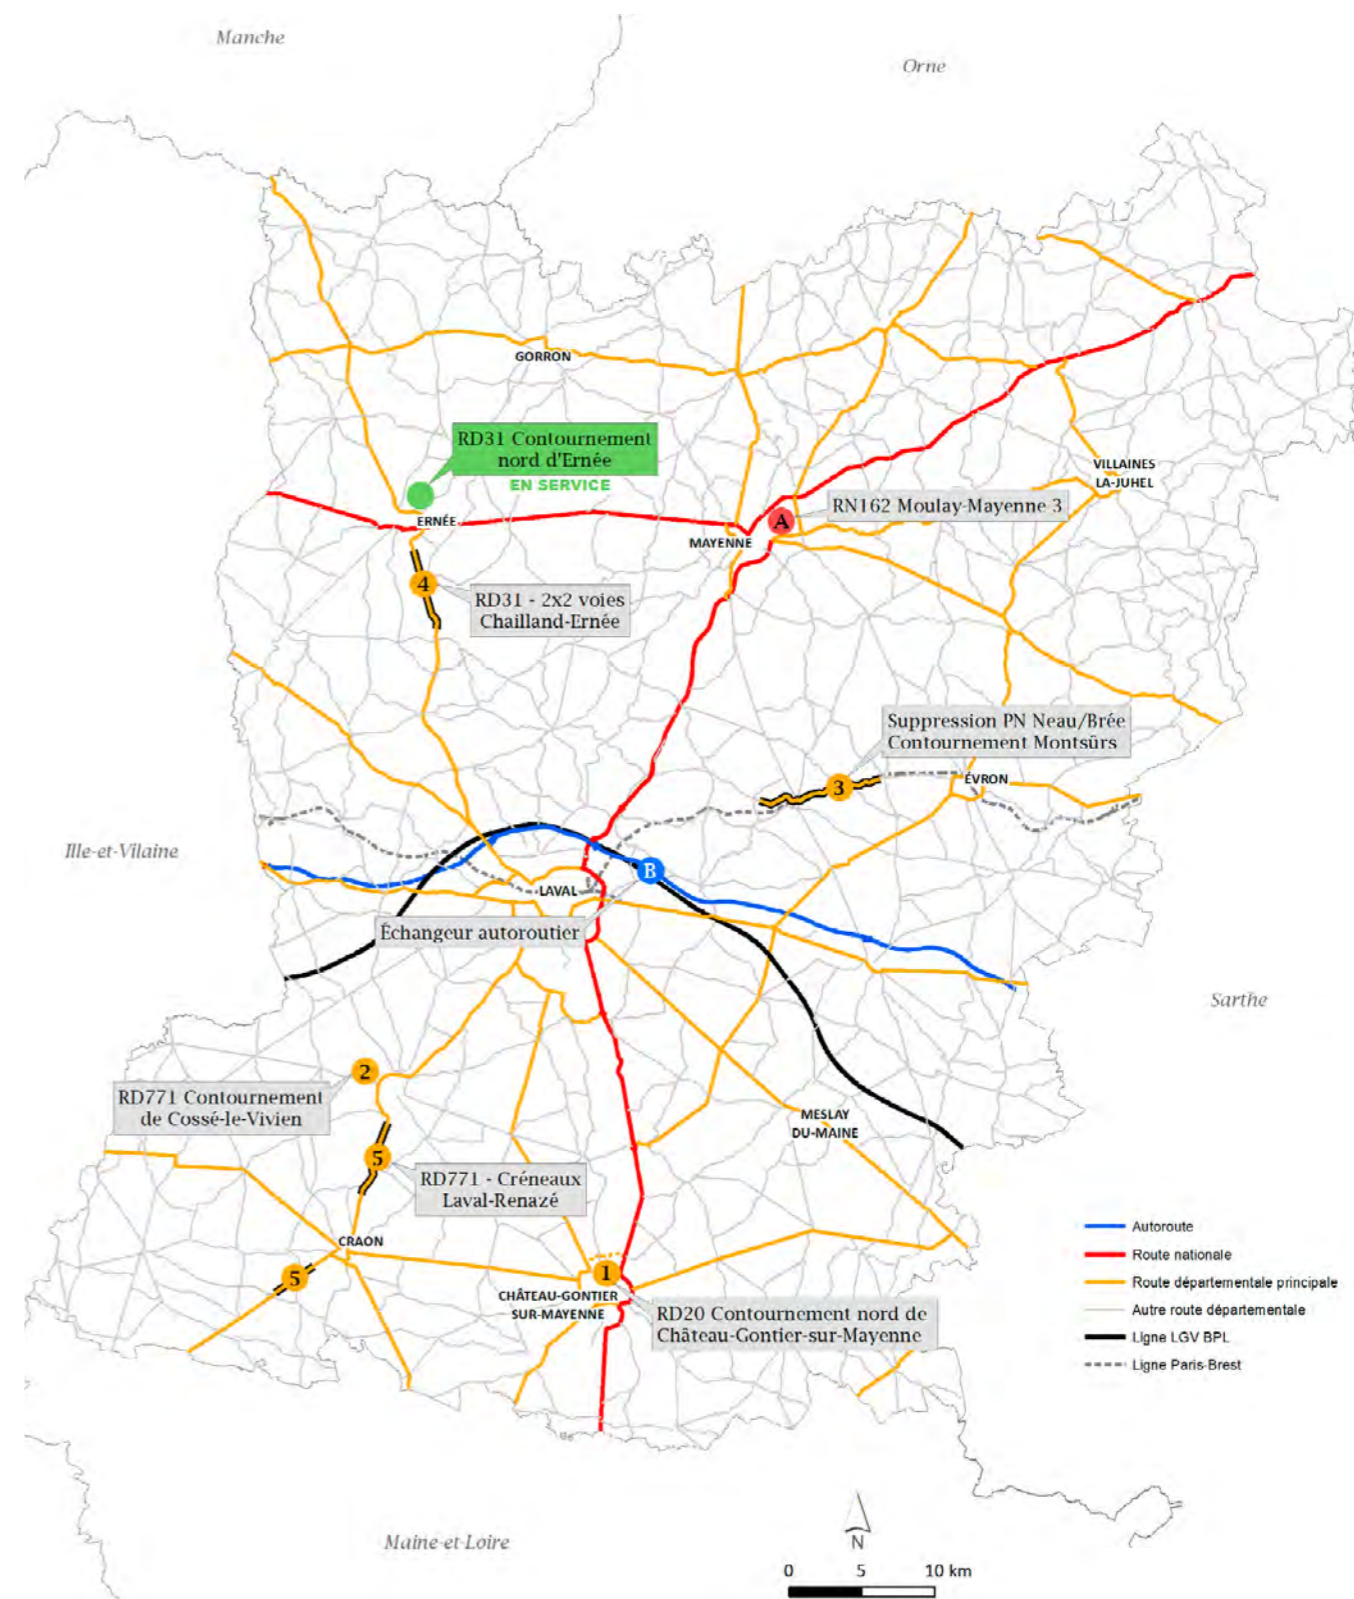 Manche
Orne
GORRON
RD31 Contournement
nord d'Ernée
EN SERVICE
VILLAINES
LA-JUHEL
RN162 Moulay-Mayenne 3
A
ERNÉE
MAYENNE
4
RD31 - 2x2 voies
Chailland-Ernée
Suppression PN Neau/Brée
Contournement Montsûrs
3
ÉVRON
Ille-et-Vilaine
B
LAVAL
Échangeur autoroutier
Sarthe
2
RD771 Contournement
de Cossé-le-Vivien
MESLAY
DU-MAINE
5
RD771 - Créneaux
Laval-Renazé
CRAON
5
1
CHÂTEAU-GONTIER
SUR-MAYENNE
RD20 Contournement nord de
Château-Gontier-sur-Mayenne
Autoroute
Route nationale
Route départementale principale
Autre route départementale
Ligne LGV BPL
Ligne Paris-Brest
Maine-et-Loire
N
0 5 10 km